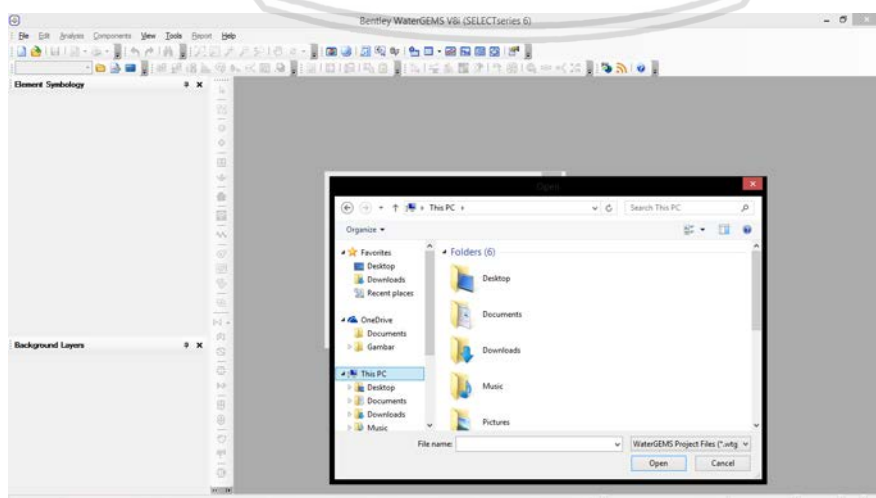 Bentley WaterGEMS V8i (SELECTseries 6)
File Edit Analysis Components View Tools Report Help
Element Symbology
Background Layers
Open
This PC
Search This PC
Organize
Favorites
Desktop
Downloads
Recent places
OneDrive
Documents
Gambar
This PC
Desktop
Documents
Downloads
Music
Folders (6)
Desktop
Documents
Downloads
Music
Pictures
File name:
WaterGEMS Project Files (*.wtg
Open Cancel